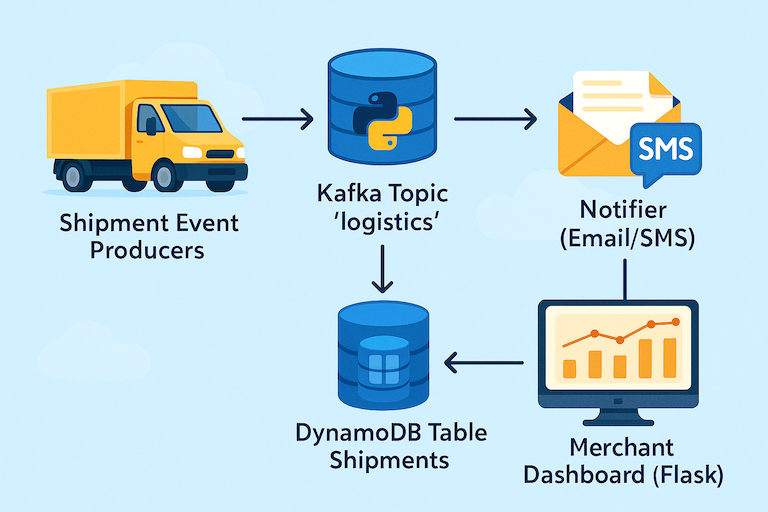 Shipment Event
Producers
Kafka Topic
‘logistics’
SMS
Notifier
(Email/SMS)
DynamoDB Table
Shipments
Merchant
Dashboard (Flask)